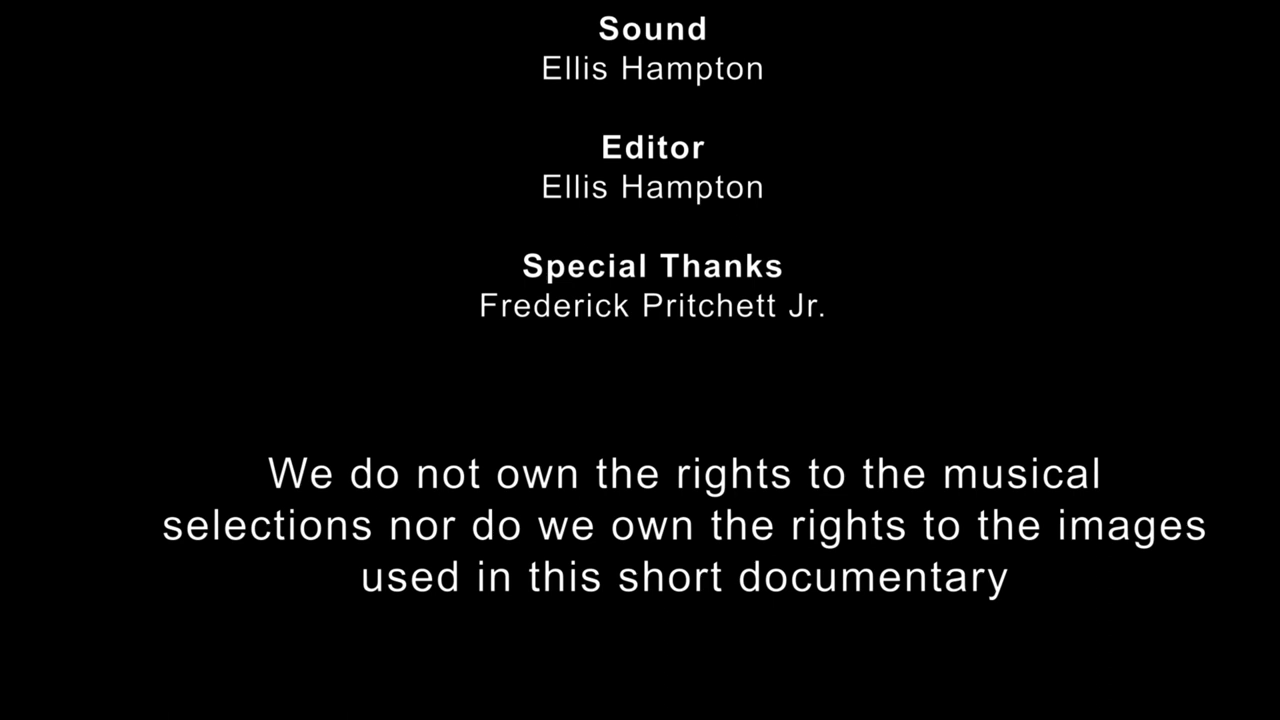 Sound
Ellis Hampton
Editor
Ellis Hampton
Special Thanks
Frederick Pritchett Jr.
We do not own the rights to the musical
selections nor do we own the rights to the images
used in this short documentary